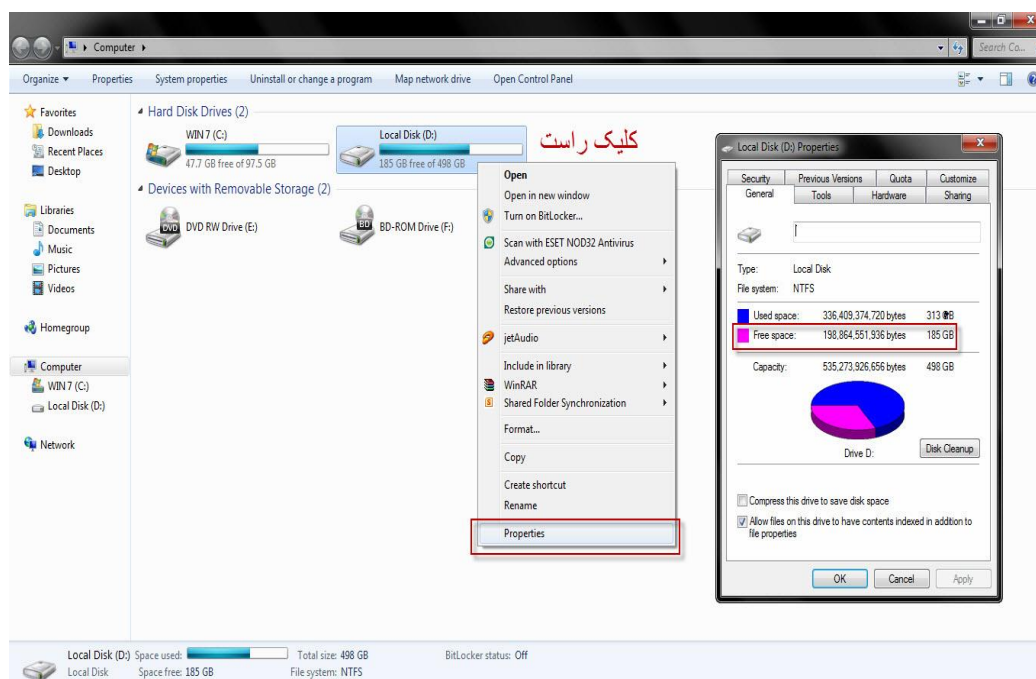 Computer
Search Co...
Organize
Properties
System properties
Uninstall or change a program
Map network drive
Open Control Panel
Favorites
Downloads
Recent Places
Desktop
Libraries
Documents
Music
Pictures
Videos
Homegroup
Computer
WIN 7 (C:)
Local Disk (D:)
Network
Hard Disk Drives (2)
WIN 7 (C:)
47.7 GB free of 97.5 GB
Local Disk (D:)
185 GB free of 498 GB
کلیک راست
Devices with Removable Storage (2)
DVD
DVD RW Drive (E:)
BD
BD-ROM Drive (F:)
Open
Open in new window
Turn on BitLocker...
Scan with ESET NOD32 Antivirus
Advanced options
Share with
Restore previous versions
jetAudio
Include in library
WinRAR
Shared Folder Synchronization
Format...
Copy
Create shortcut
Rename
Properties
Local Disk (D:) Properties
Security Previous Versions Quota Customize
General Tools Hardware Sharing
Type: Local Disk
File system: NTFS
Used space: 336,409,374,720 bytes 313 GB
Free space: 198,864,551,936 bytes 185 GB
Capacity: 535,273,926,656 bytes 498 GB
Drive D:
Disk Cleanup
Compress this drive to save disk space
Allow files on this drive to have contents indexed in addition to
file properties
OK Cancel Apply
Local Disk (D:) Space used: Total size: 498 GB BitLocker status: Off
Local Disk Space free: 185 GB File system: NTFS